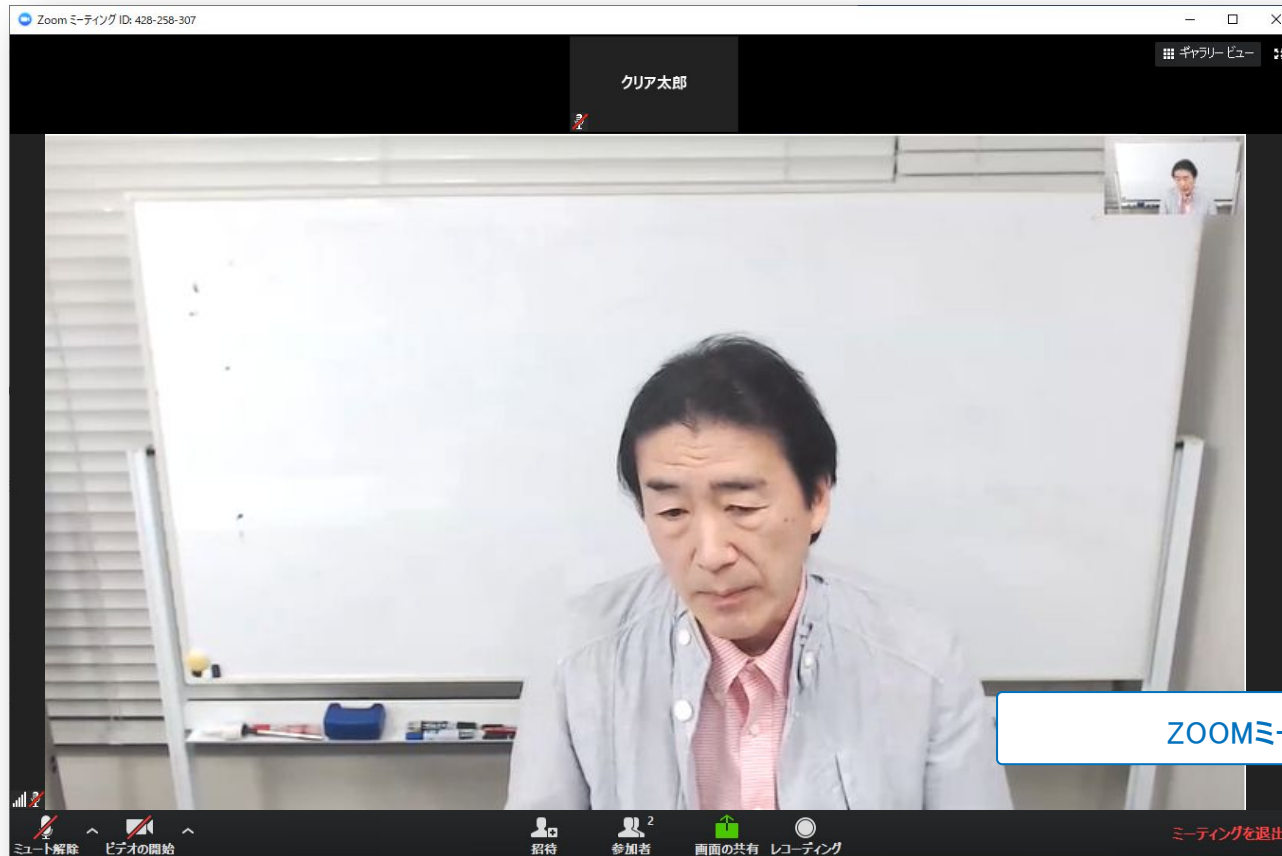 Zoom ミーティング ID: 428-258-307
ギャラリー ビュー
クリア太郎
ZOOMミー
ミュート解除
ビデオの開始
招待
参加者
2
画面の共有
レコーディング
ミーティングを退出